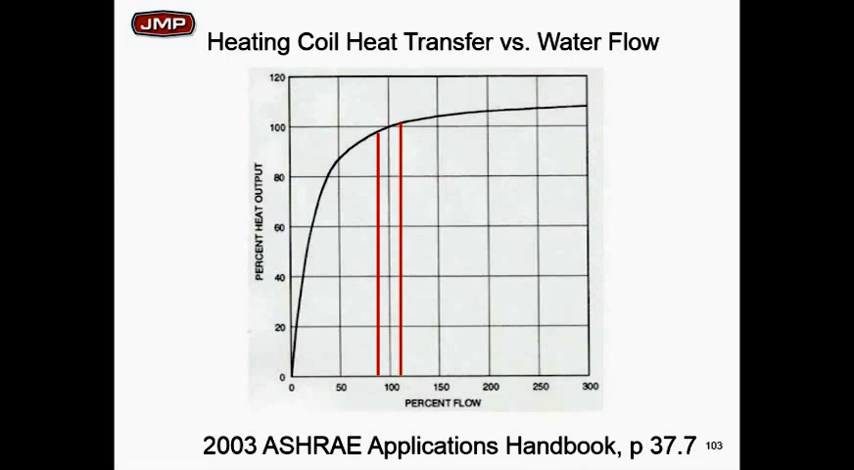 JMP
Heating Coil Heat Transfer vs. Water Flow
120
100
80
60
40
20
0
PERCENT HEAT OUTPUT
0 50 100 150 200 250 300
PERCENT FLOW
2003 ASHRAE Applications Handbook, p 37.7 103